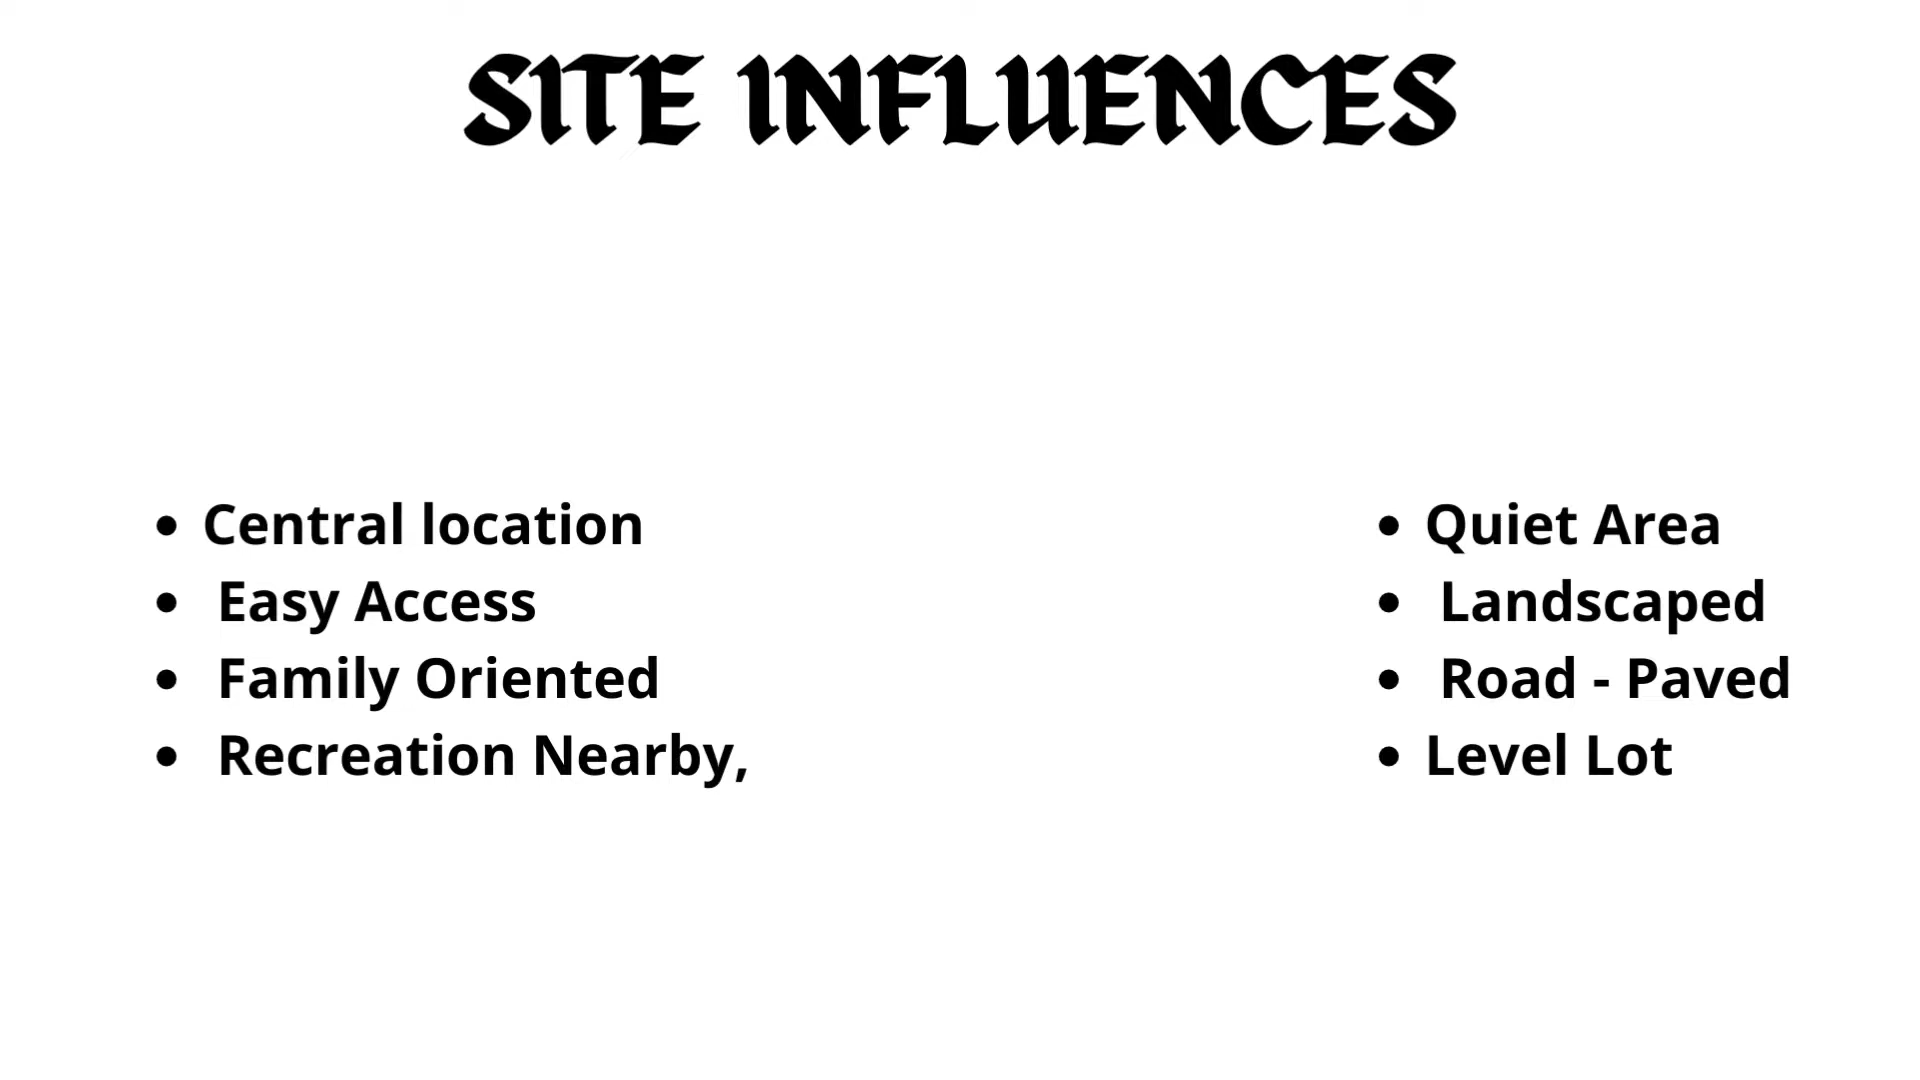 SITE INFLUENCES
• Central location
• Easy Access
• Family Oriented
• Recreation Nearby,
• Quiet Area
• Landscaped
• Road - Paved
• Level Lot